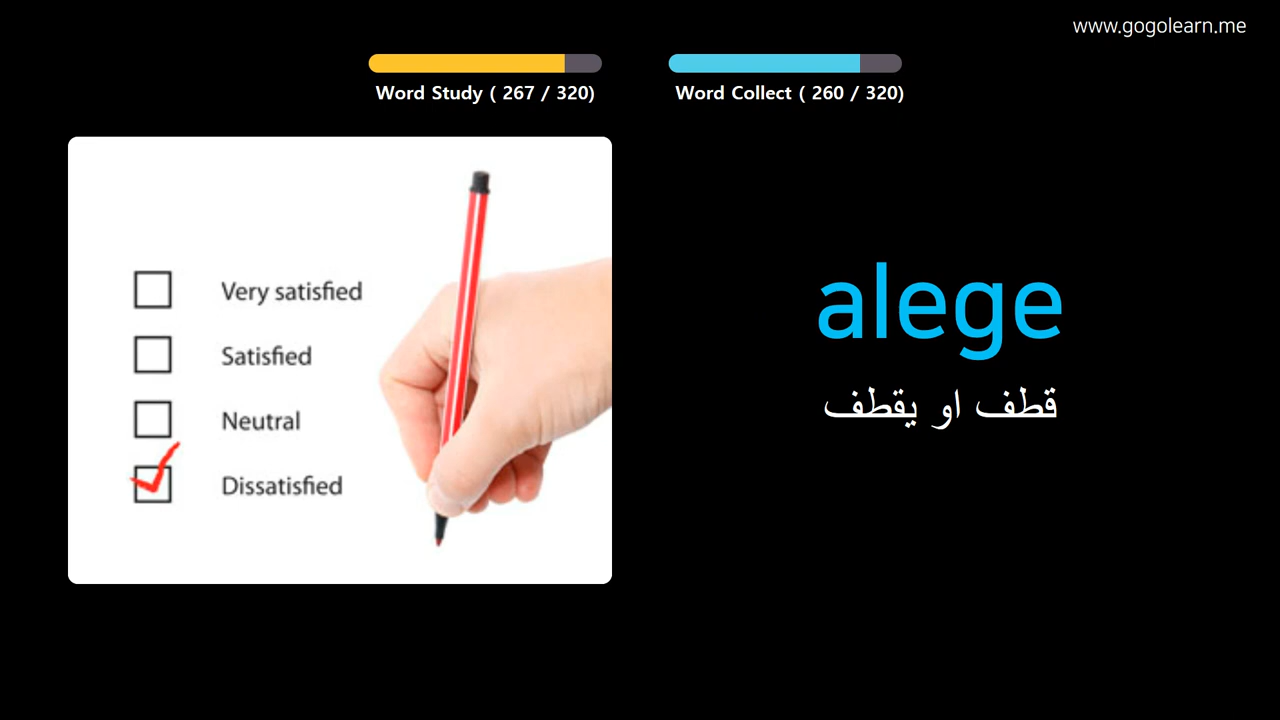 www.gogolearn.me
Word Study ( 267 / 320)
Word Collect ( 260 / 320)
Very satisfied
Satisfied
Neutral
Dissatisfied
alege
قطف او يقطف